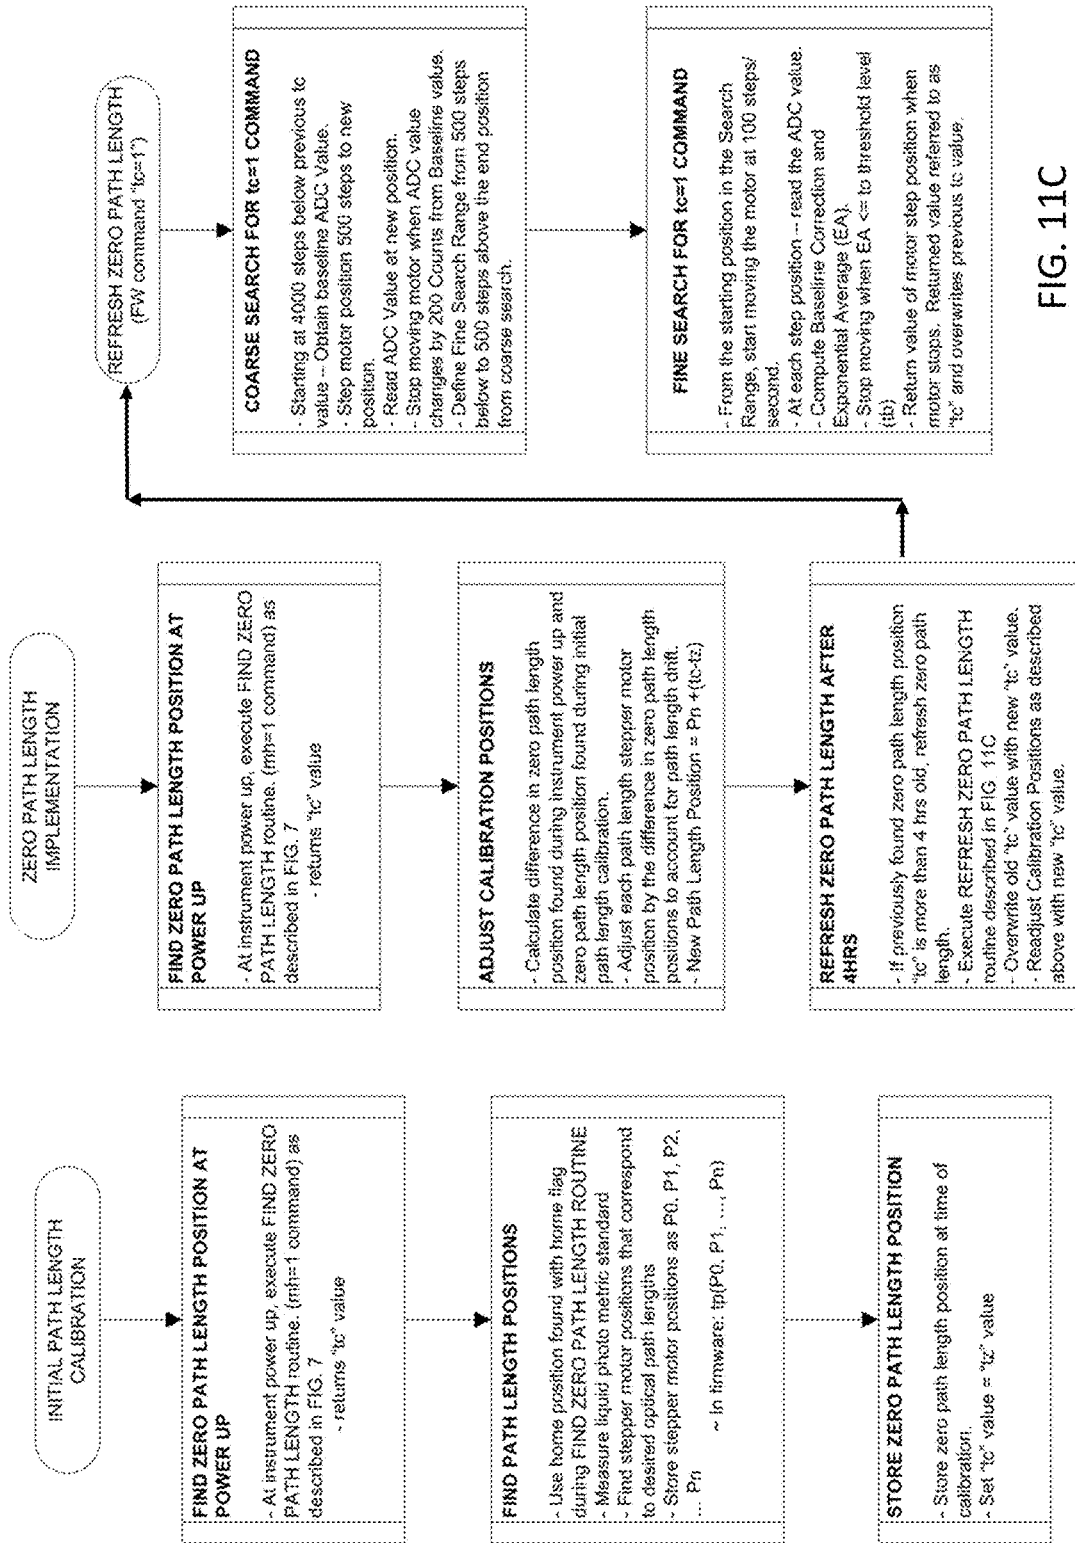 INITIAL PATH LENGTH
CALIBRATION
FIND ZERO PATH LENGTH POSITION AT
POWER UP
- At instrument power up, execute FIND ZERO
PATH LENGTH routine. (mh=1 command) as
described in FIG. 7
- returns "tc" value
FIND PATH LENGTH POSITIONS
- Use home position found with home flag
during FIND ZERO PATH LENGTH ROUTINE
- Measure liquid photo metric standard
- Find stepper motor positions that correspond
to desired optical path lengths
- Store stepper motor positions as P0, P1, P2,
... Pn
~ In firmware: tp(P0, P1, ..., Pn)
STORE ZERO PATH LENGTH POSITION
- Store zero path length position at time of
calibration.
- Set "tc" value = "tz" value
ZERO PATH LENGTH
IMPLEMENTATION
FIND ZERO PATH LENGTH POSITION AT
POWER UP
- At instrument power up, execute FIND ZERO
PATH LENGTH routine. (mh=1 command) as
described in FIG. 7
- returns "tc" value
ADJUST CALIBRATION POSITIONS
- Calculate difference in zero path length
position found during instrument power up and
zero path length position found during initial
path length calibration.
- Adjust each path length stepper motor
position by the difference in zero path length
positions to account for path length drift.
- New Path Length Position = Pn +(tc-tz)
REFRESH ZERO PATH LENGTH AFTER
4HRS
- If previously found zero path length position
"tc" is more than 4 hrs old, refresh zero path
length.
- Execute REFRESH ZERO PATH LENGTH
routine described in FIG. 11C
- Overwrite old "tc" value with new "tc" value.
- Readjust Calibration Positions as described
above with new "tc" value.
REFRESH ZERO PATH LENGTH
(FW command "tc=1")
COARSE SEARCH FOR tc=1 COMMAND
- Starting at 4000 steps below previous tc
value – Obtain baseline ADC Value.
- Step motor position 500 steps to new
position.
- Read ADC Value at new position.
- Stop moving motor when ADC value
changes by 200 Counts from Baseline value.
- Define Fine Search Range from 500 steps
below to 500 steps above the end position
from coarse search.
FINE SEARCH FOR tc=1 COMMAND
- From the starting position in the Search
Range, start moving the motor at 100 steps/
second.
- At each step position – read the ADC value.
- Compute Baseline Correction and
Exponential Average (EA).
- Stop moving when EA <= to threshold level
(tb)
- Return value of motor step position when
motor stops. Returned value referred to as
"tc" and overwrites previous tc value.
FIG. 11C